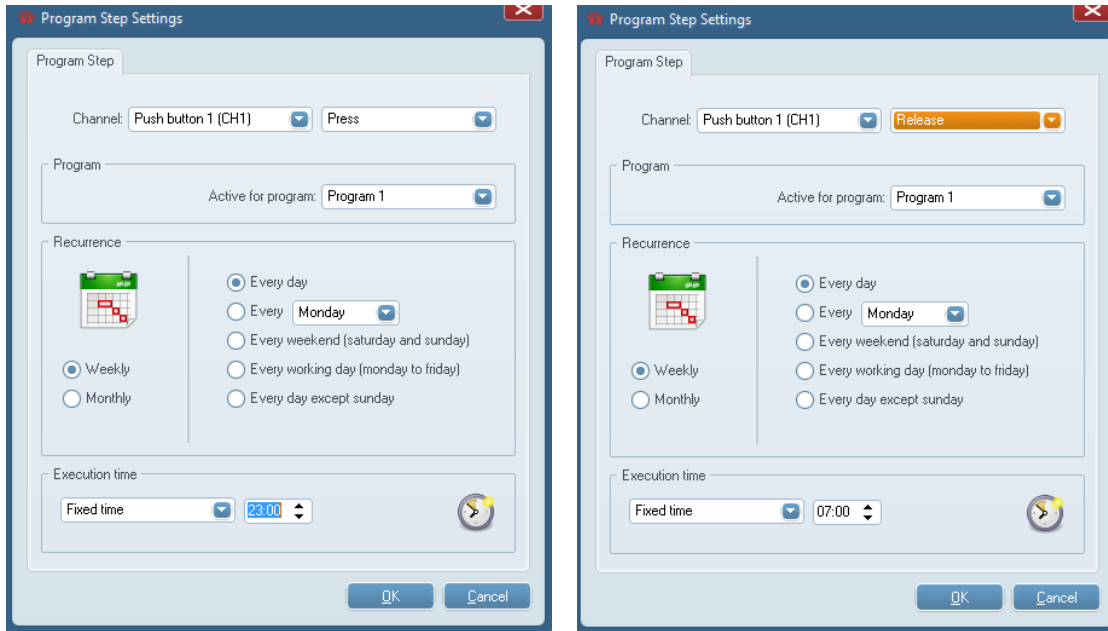 Program Step Settings
Program Step
Channel: Push button 1 (CH1) Press
Program
Active for program: Program 1
Recurrence
Every day
Every Monday
Every weekend (saturday and sunday)
Weekly Every working day (monday to friday)
Monthly Every day except sunday
Execution time
Fixed time 23:00
OK Cancel
Program Step Settings
Program Step
Channel: Push button 1 (CH1) Release
Program
Active for program: Program 1
Recurrence
Every day
Every Monday
Every weekend (saturday and sunday)
Weekly Every working day (monday to friday)
Monthly Every day except sunday
Execution time
Fixed time 07:00
OK Cancel